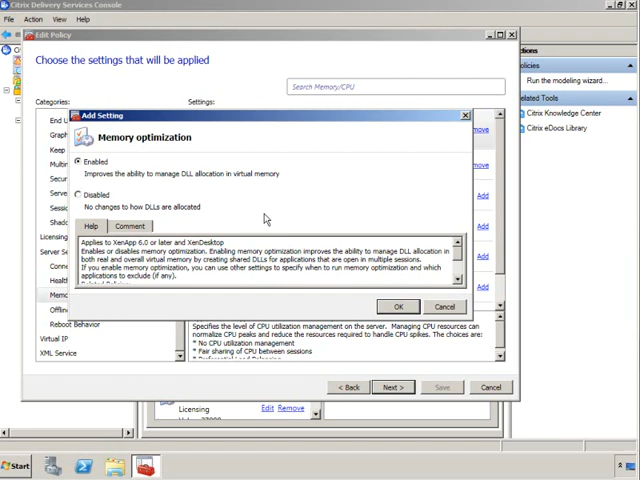 Citrix Delivery Services Console
File
Action
View
Help
Edit Policy
Choose the settings that will be applied
Search Memory/CPU
Categories:
Settings:
Actions
Policies
Run the modeling wizard...
Related Tools
Citrix Knowledge Center
Citrix eDocs Library
Add Setting
Memory optimization
Enabled
Improves the ability to manage DLL allocation in virtual memory
Disabled
No changes to how DLLs are allocated
Help
Comment
Applies to XenApp 6.0 or later and XenDesktop
Enables or disables memory optimization. Enabling memory optimization improves the ability to manage DLL allocation in
both real and overall virtual memory by creating shared DLLs for applications that are open in multiple sessions.
If you enable memory optimization, you can use other settings to specify when to run memory optimization and which
applications to exclude (if any).
OK
Cancel
End U
Graph
Keep
Multim
Secur
Serve
Sessio
Licensing
Server Se
Conne
Health
Memo
Offline
Reboot Behavior
Virtual IP
XML Service
Add
Add
Add
Add
Specifies the level of CPU utilization management on the server. Managing CPU resources can
normalize CPU peaks and reduce the resources required to handle CPU spikes. The choices are:
* No CPU utilization management
* Fair sharing of CPU between sessions
* Preferential Load Balancing
< Back
Next >
Save
Cancel
Licensing
Edit
Remove
Start